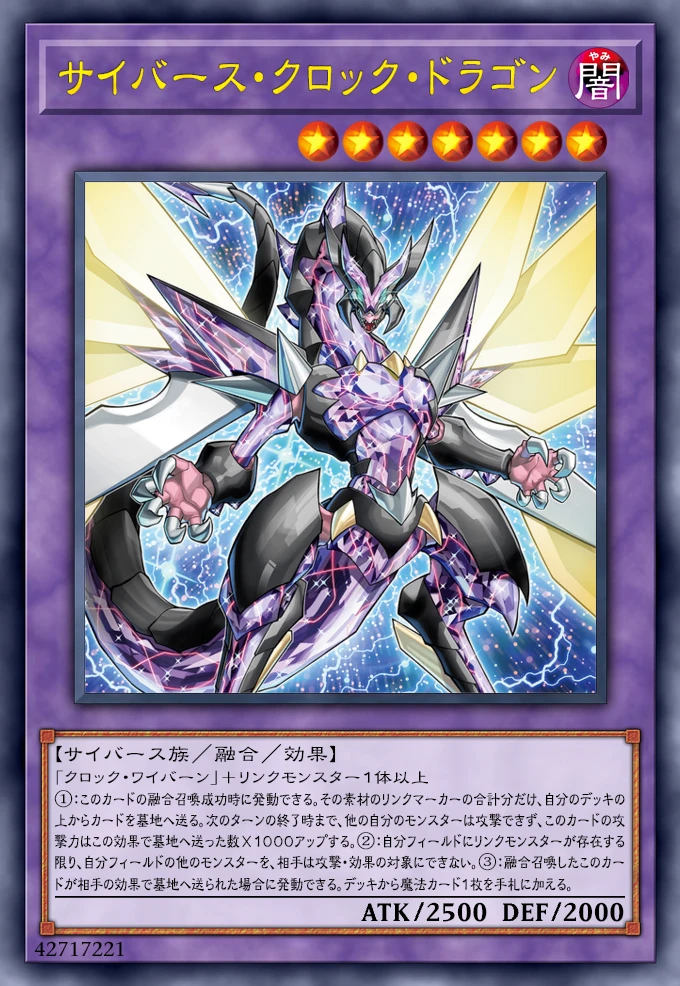 サイバース・クロック・ドラゴン
やみ
闇
【サイバース族／融合／効果】
「クロック・ワイバーン」＋リンクモンスター１体以上
①：このカードの融合召喚成功時に発動できる。その素材のリンクマーカーの合計分だけ、自分のデッキの
上からカードを墓地へ送る。次のターンの終了時まで、他の自分のモンスターは攻撃できず、このカードの攻
撃力はこの効果で墓地へ送った数×1000アップする。②：自分フィールドにリンクモンスターが存在する
限り、自分フィールドの他のモンスターを、相手は攻撃・効果の対象にできない。③：融合召喚したこのカー
ドが相手の効果で墓地へ送られた場合に発動できる。デッキから魔法カード1枚を手札に加える。
ATK/2500 DEF/2000
42717221